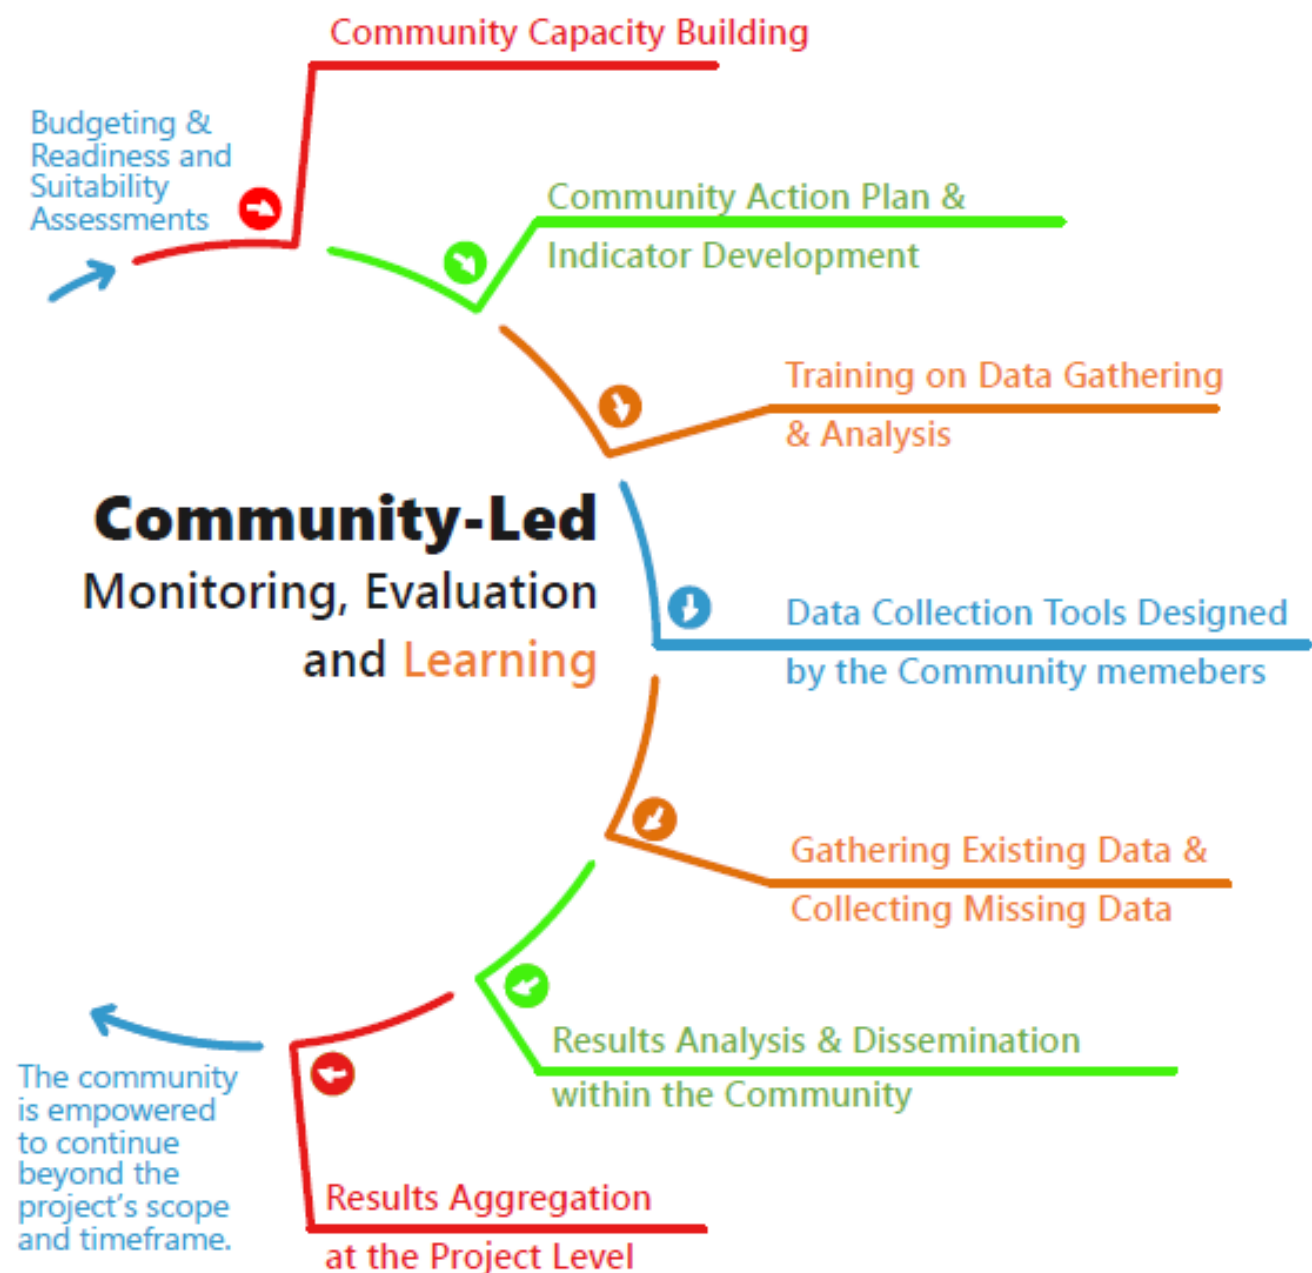 Community Capacity Building
Budgeting &
Readiness and
Suitability
Assessments
Community Action Plan &
Indicator Development
Training on Data Gathering
& Analysis
Community-Led
Monitoring, Evaluation
and Learning
Data Collection Tools Designed
by the Community memebers
Gathering Existing Data &
Collecting Missing Data
Results Analysis & Dissemination
within the Community
The community
is empowered
to continue
beyond the
project's scope
and timeframe.
Results Aggregation
at the Project Level